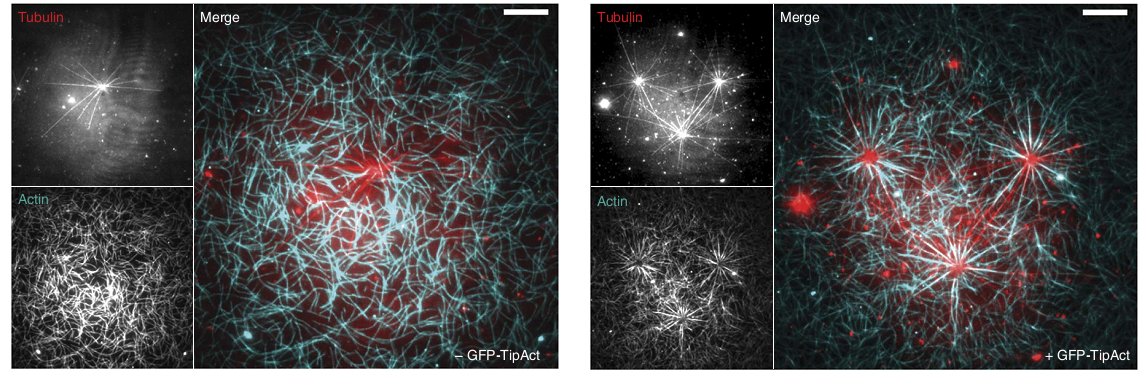 Tubulin
Merge
Actin
– GFP-TipAct
Tubulin
Merge
Actin
+ GFP-TipAct